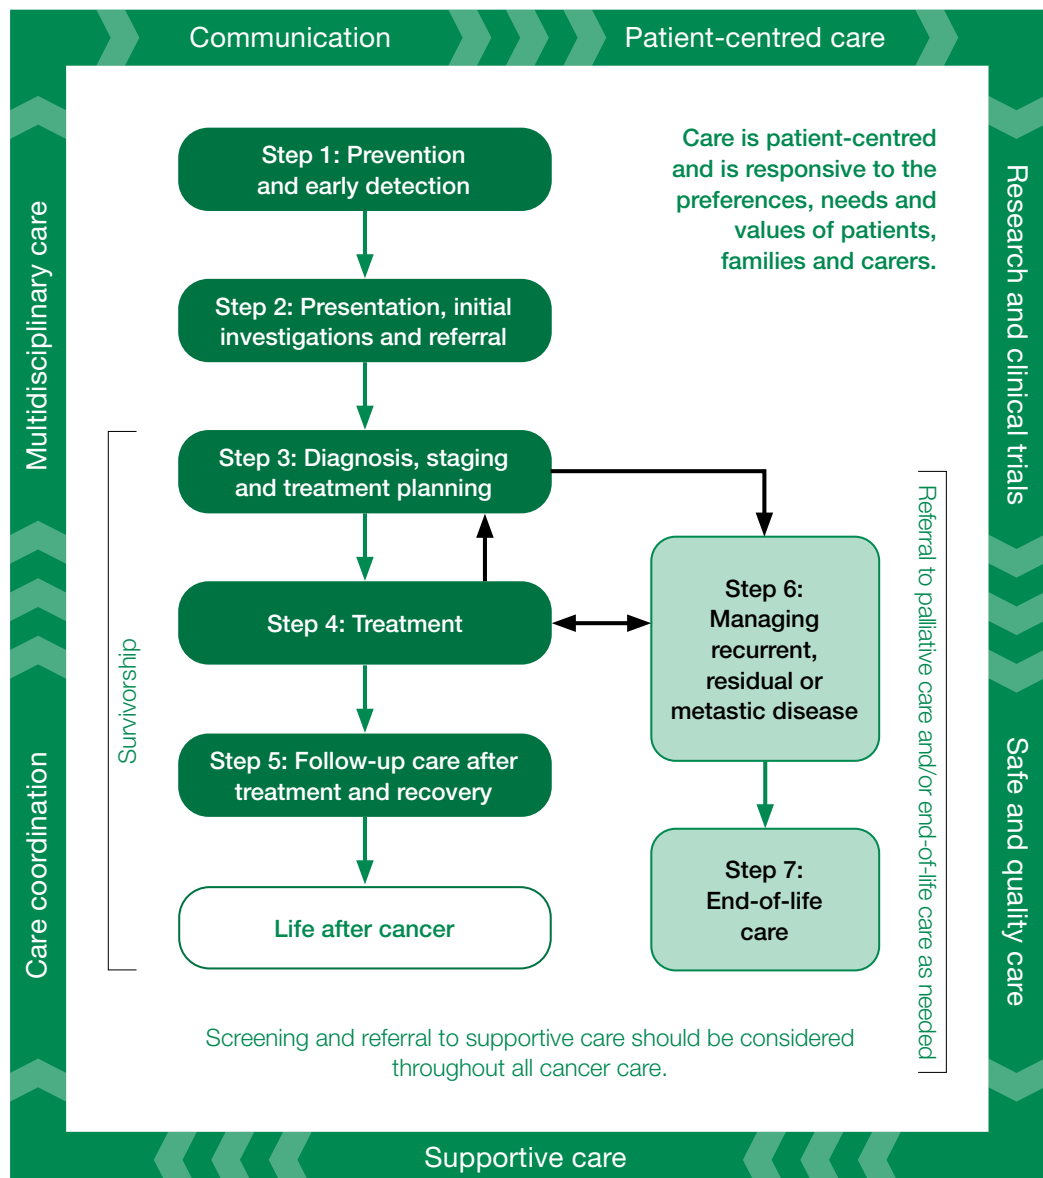 Communication
Patient-centred care
Multidisciplinary care
Care coordination
Research and clinical trials
Safe and quality care
Supportive care
Care is patient-centred
and is responsive to the
preferences, needs and
values of patients,
families and carers.
Step 1: Prevention
and early detection
Step 2: Presentation, initial
investigations and referral
Step 3: Diagnosis, staging
and treatment planning
Step 4: Treatment
Step 5: Follow-up care after
treatment and recovery
Life after cancer
Survivorship
Step 6:
Managing
recurrent,
residual or
metastic disease
Step 7:
End-of-life
care
Referral to palliative care and/or end-of-life care as needed
Screening and referral to supportive care should be considered
throughout all cancer care.